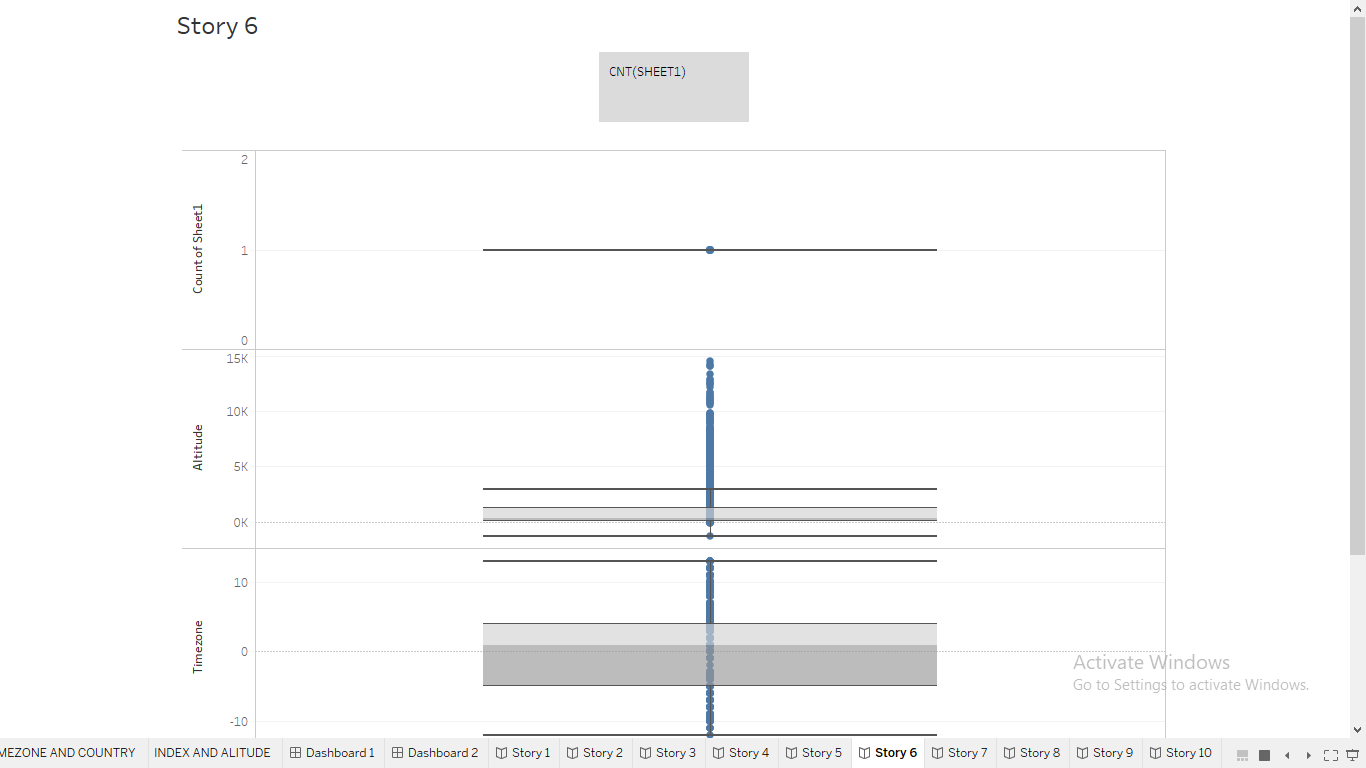 Story 6
CNT(SHEET1)
Count of Sheet1
2
1
0
Altitude
15K
10K
5K
0K
Timezone
10
0
-10
Activate Windows
Go to Settings to activate Windows.
MEZONE AND COUNTRY INDEX AND ALITUDE Dashboard 1 Dashboard 2 Story 1 Story 2 Story 3 Story 4 Story 5 Story 6 Story 7 Story 8 Story 9 Story 10